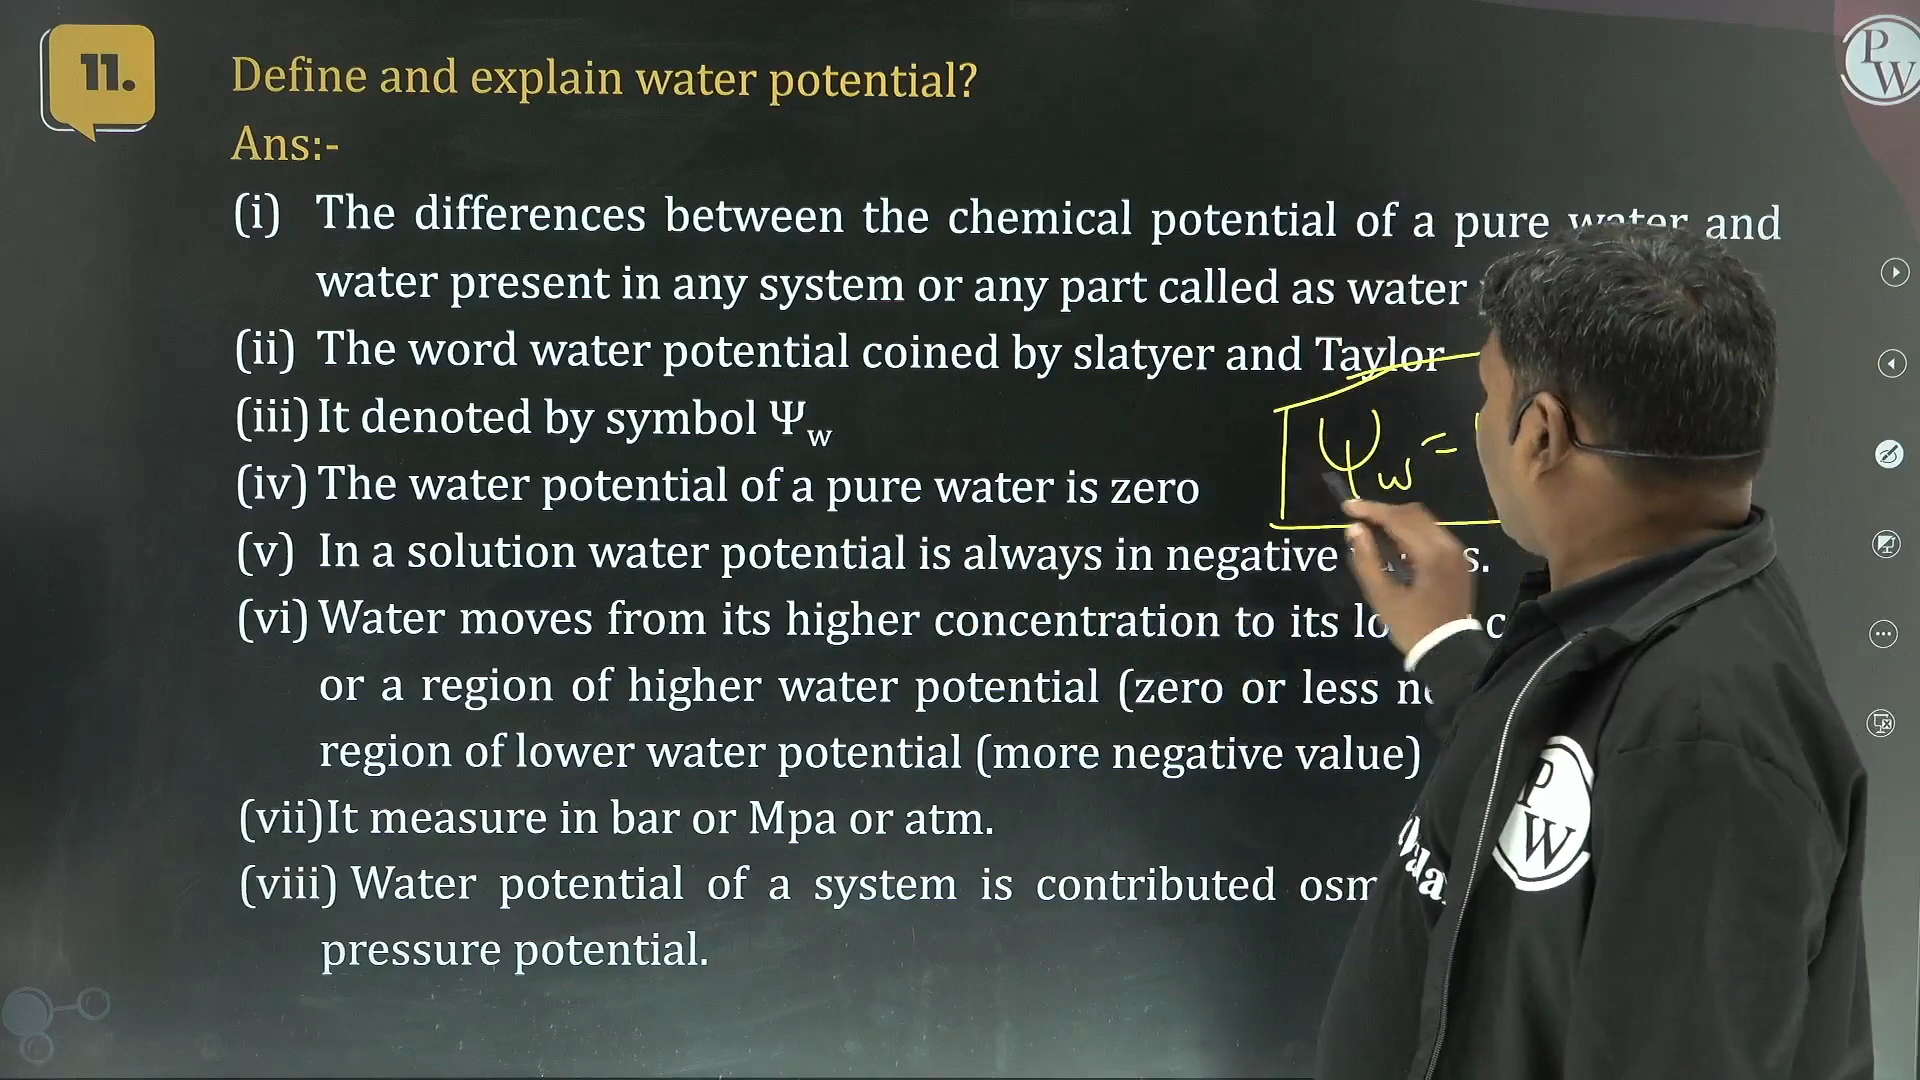 11.
Define and explain water potential?
Ans:-
(i) The differences between the chemical potential of a pure water and
water present in any system or any part called as water
(ii) The word water potential coined by slatyer and Taylor
(iii) It denoted by symbol Ψw
Ψw =
(iv) The water potential of a pure water is zero
(v) In a solution water potential is always in negative
(vi) Water moves from its higher concentration to its
or a region of higher water potential (zero or less
region of lower water potential (more negative value)
(vii) It measure in bar or Mpa or atm.
(viii) Water potential of a system is contributed
pressure potential.
PW
PW